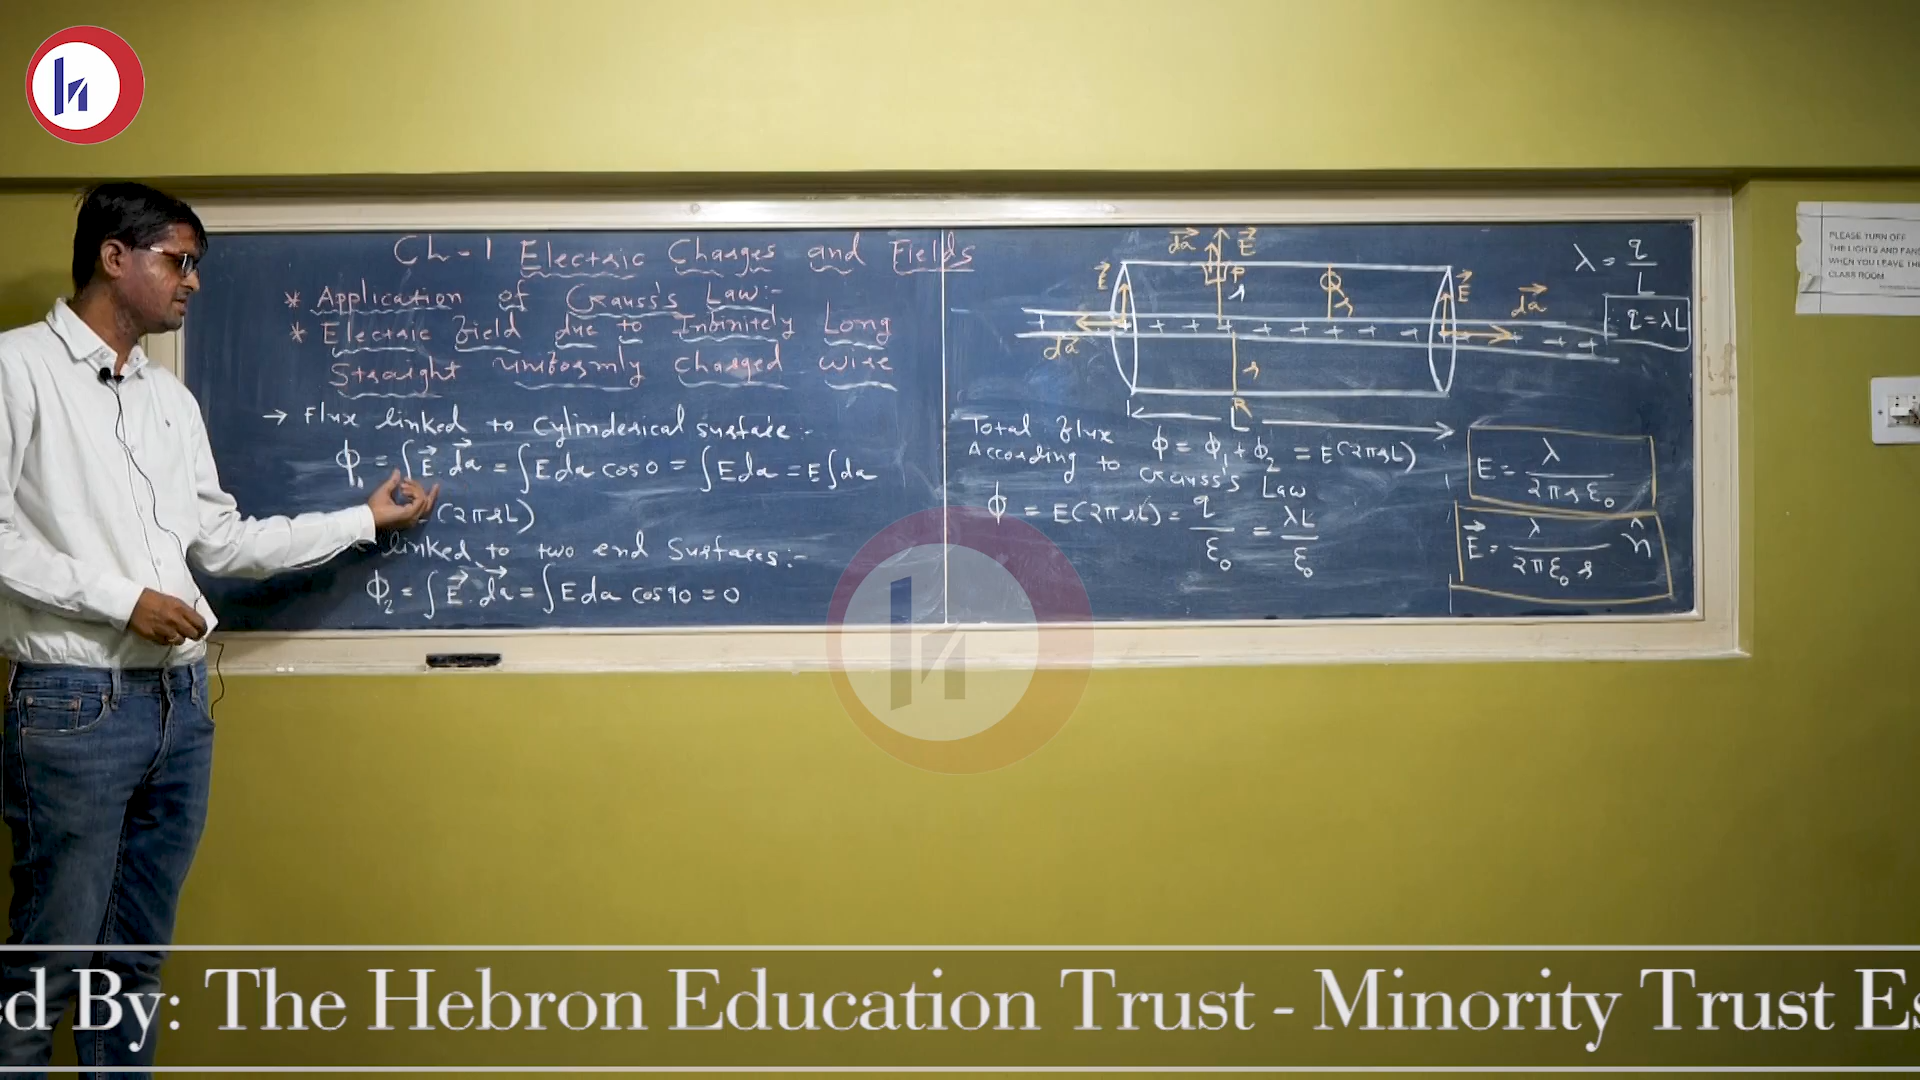 Ch-1 Electric Charges and Fields
* Application of Gauss's Law:-
* Electric field due to Infinitely Long
Straight uniformly charged wire
→ Flux linked to cylinderical surface:-
ϕ₁ = ∫E⃗.da⃗ = ∫E da cos0 = ∫E da = E∫da
(2πrL)
linked to two end Surfaces:-
ϕ₂ = ∫E⃗.da⃗ = ∫E da cos90 = 0
da⃗ E⃗
E⃗ P r r E⃗ da⃗
+ + + + + + + + + + + +
da⃗ r
R
L
λ = q/L
∴ q = λL
Total flux ϕ = ϕ₁ + ϕ₂ = E(2πrL)
According to Gauss's Law
ϕ = E(2πrL) = q/ε₀ = λL/ε₀
E = λ/2πrε₀
E⃗ = λ/2πε₀r n̂
PLEASE TURN OFF
THE LIGHTS AND FANS
WHEN YOU LEAVE THE
CLASS ROOM
ed By: The Hebron Education Trust - Minority Trust Es